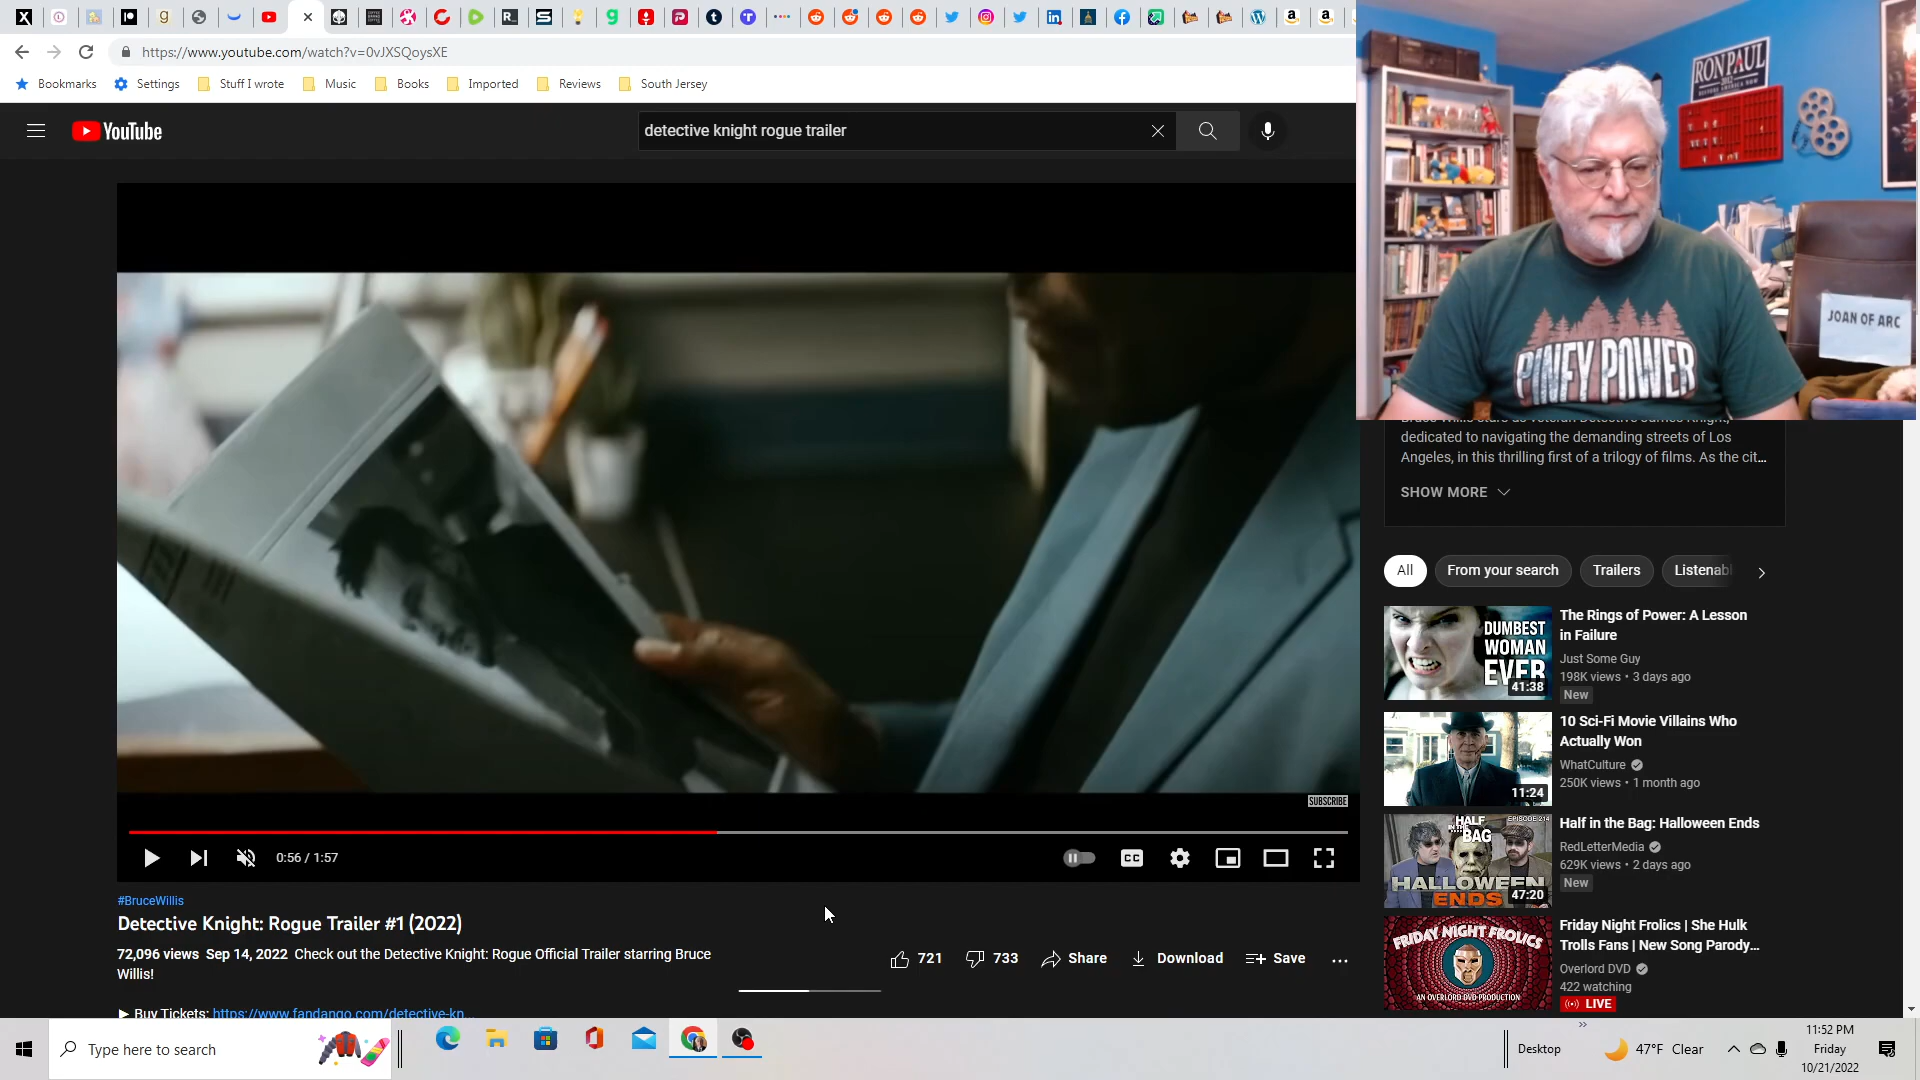 https://www.youtube.com/watch?v=0vJXSQoysXE
Bookmarks
Settings
Stuff I wrote
Music
Books
Imported
Reviews
South Jersey
YouTube
detective knight rogue trailer
RON PAUL
2012
JOAN OF ARC
PINEY POWER
dedicated to navigating the demanding streets of Los
Angeles, in this thrilling first of a trilogy of films. As the cit...
SHOW MORE
All
From your search
Trailers
SUBSCRIBE
0:56 / 1:57
CC
#BruceWillis
Detective Knight: Rogue Trailer #1 (2022)
72,096 views Sep 14, 2022 Check out the Detective Knight: Rogue Official Trailer starring Bruce
Willis!
721
733
Share
Download
Save
► Buy Tickets: https://www.fandango.com/detective-kn...
DUMBEST
WOMAN
EVER
41:38
The Rings of Power: A Lesson
in Failure
Just Some Guy
198K views • 3 days ago
New
11:24
10 Sci-Fi Movie Villains Who
Actually Won
WhatCulture
250K views • 1 month ago
HALF
IN THE
BAG
EPISODE 214
HALLOWEEN
ENDS
47:20
Half in the Bag: Halloween Ends
RedLetterMedia
629K views • 2 days ago
New
FRIDAY NIGHT FROLICS
AN OVERLORD DVD PRODUCTION
Friday Night Frolics | She Hulk
Trolls Fans | New Song Parody...
Overlord DVD
422 watching
LIVE
Type here to search
Desktop
47°F Clear
11:52 PM
Friday
10/21/2022